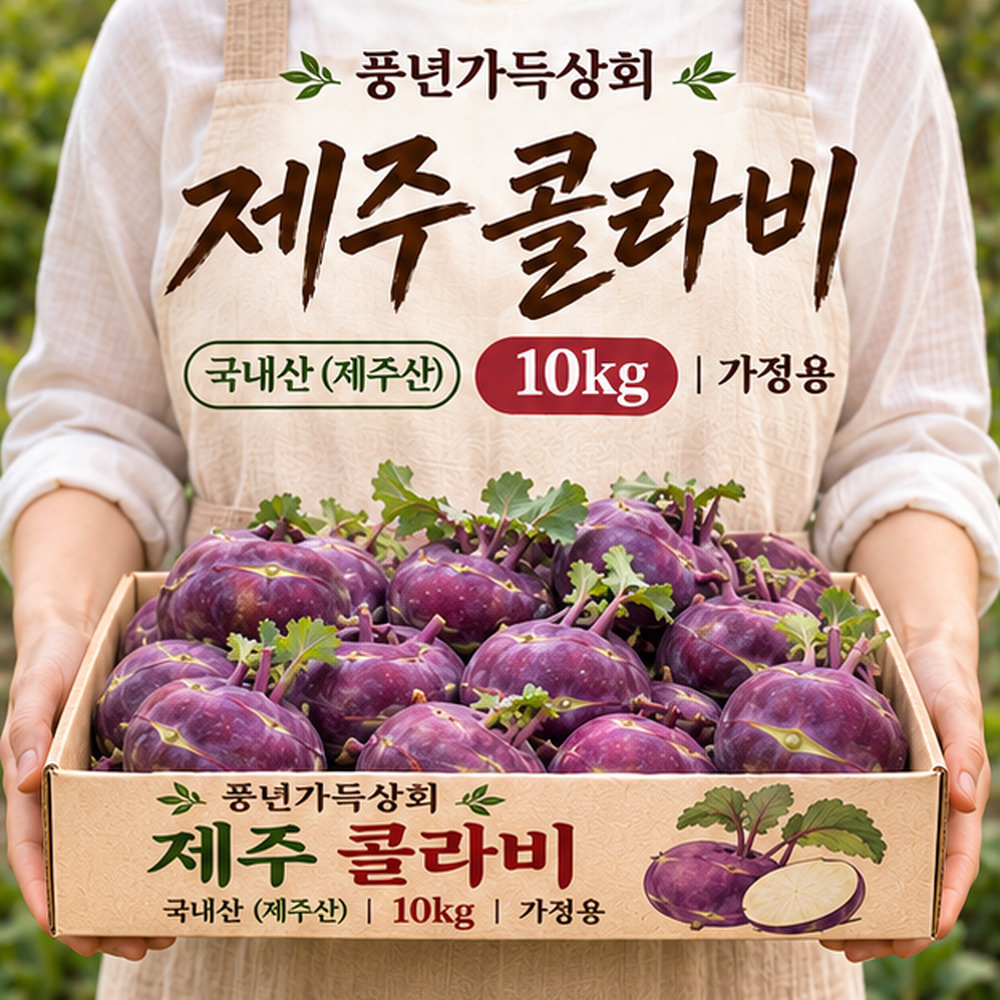 풍년가득상회
제주 콜라비
국내산 (제주산) 10kg | 가정용
풍년가득상회
제주 콜라비
국내산 (제주산) | 10kg | 가정용